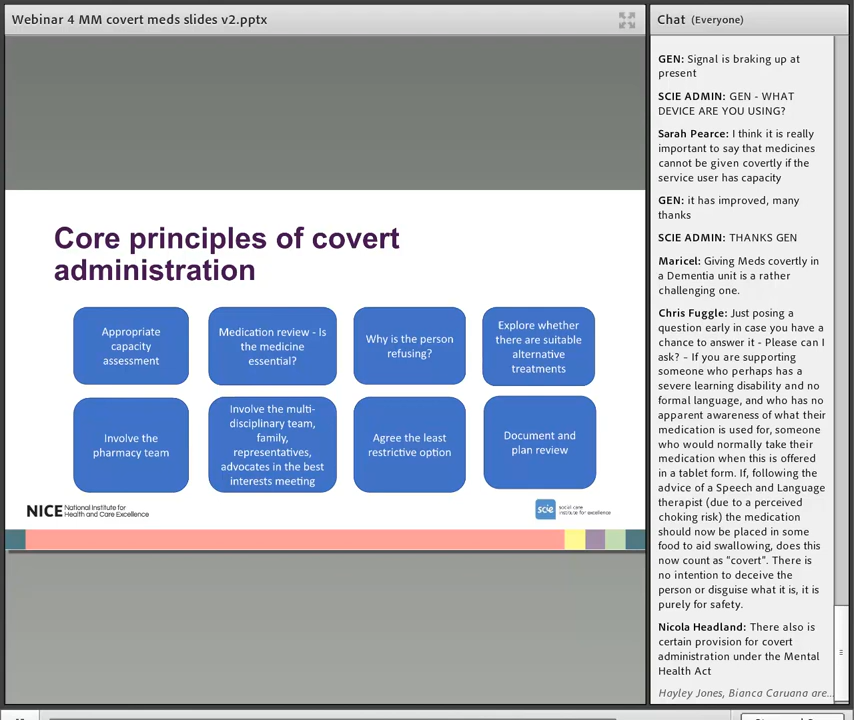 Webinar 4 MM covert meds slides v2.pptx
Core principles of covert
administration
Appropriate
capacity
assessment
Medication review - Is
the medicine
essential?
Why is the person
refusing?
Explore whether
there are suitable
alternative
treatments
Involve the
pharmacy team
Involve the multi-
disciplinary team,
family,
representatives,
advocates in the best
interests meeting
Agree the least
restrictive option
Document and
plan review
NICE National Institute for
Health and Care Excellence
scie social care
institute for excellence
Chat (Everyone)
GEN: Signal is braking up at
present
SCIE ADMIN: GEN - WHAT
DEVICE ARE YOU USING?
Sarah Pearce: I think it is really
important to say that medicines
cannot be given covertly if the
service user has capacity
GEN: it has improved, many
thanks
SCIE ADMIN: THANKS GEN
Maricel: Giving Meds covertly in
a Dementia unit is a rather
challenging one.
Chris Fuggle: Just posing a
question early in case you have a
chance to answer it - Please can I
ask? - If you are supporting
someone who perhaps has a
severe learning disability and no
formal language, and who has no
apparent awareness of what their
medication is used for, someone
who would normally take their
medication when this is offered
in a tablet form. If, following the
advice of a Speech and Language
therapist (due to a perceived
choking risk) the medication
should now be placed in some
food to aid swallowing, does this
now count as "covert". There is
no intention to deceive the
person or disguise what it is, it is
purely for safety.
Nicola Headland: There also is
certain provision for covert
administration under the Mental
Health Act
Hayley Jones, Bianca Caruana are...